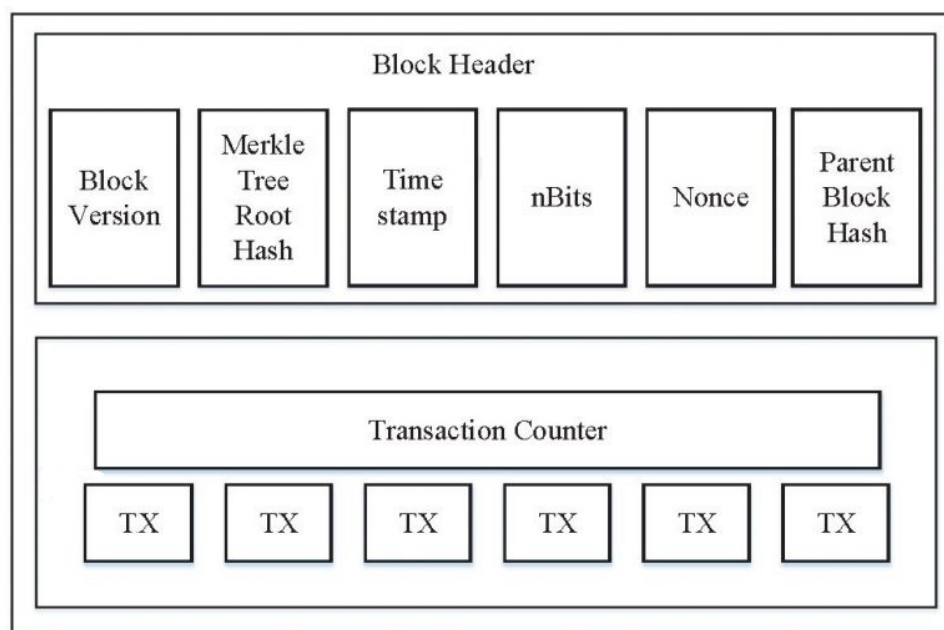 Block Header
Block
Version
Merkle
Tree
Root
Hash
Time
stamp
nBits
Nonce
Parent
Block
Hash
Transaction Counter
TX TX TX TX TX TX